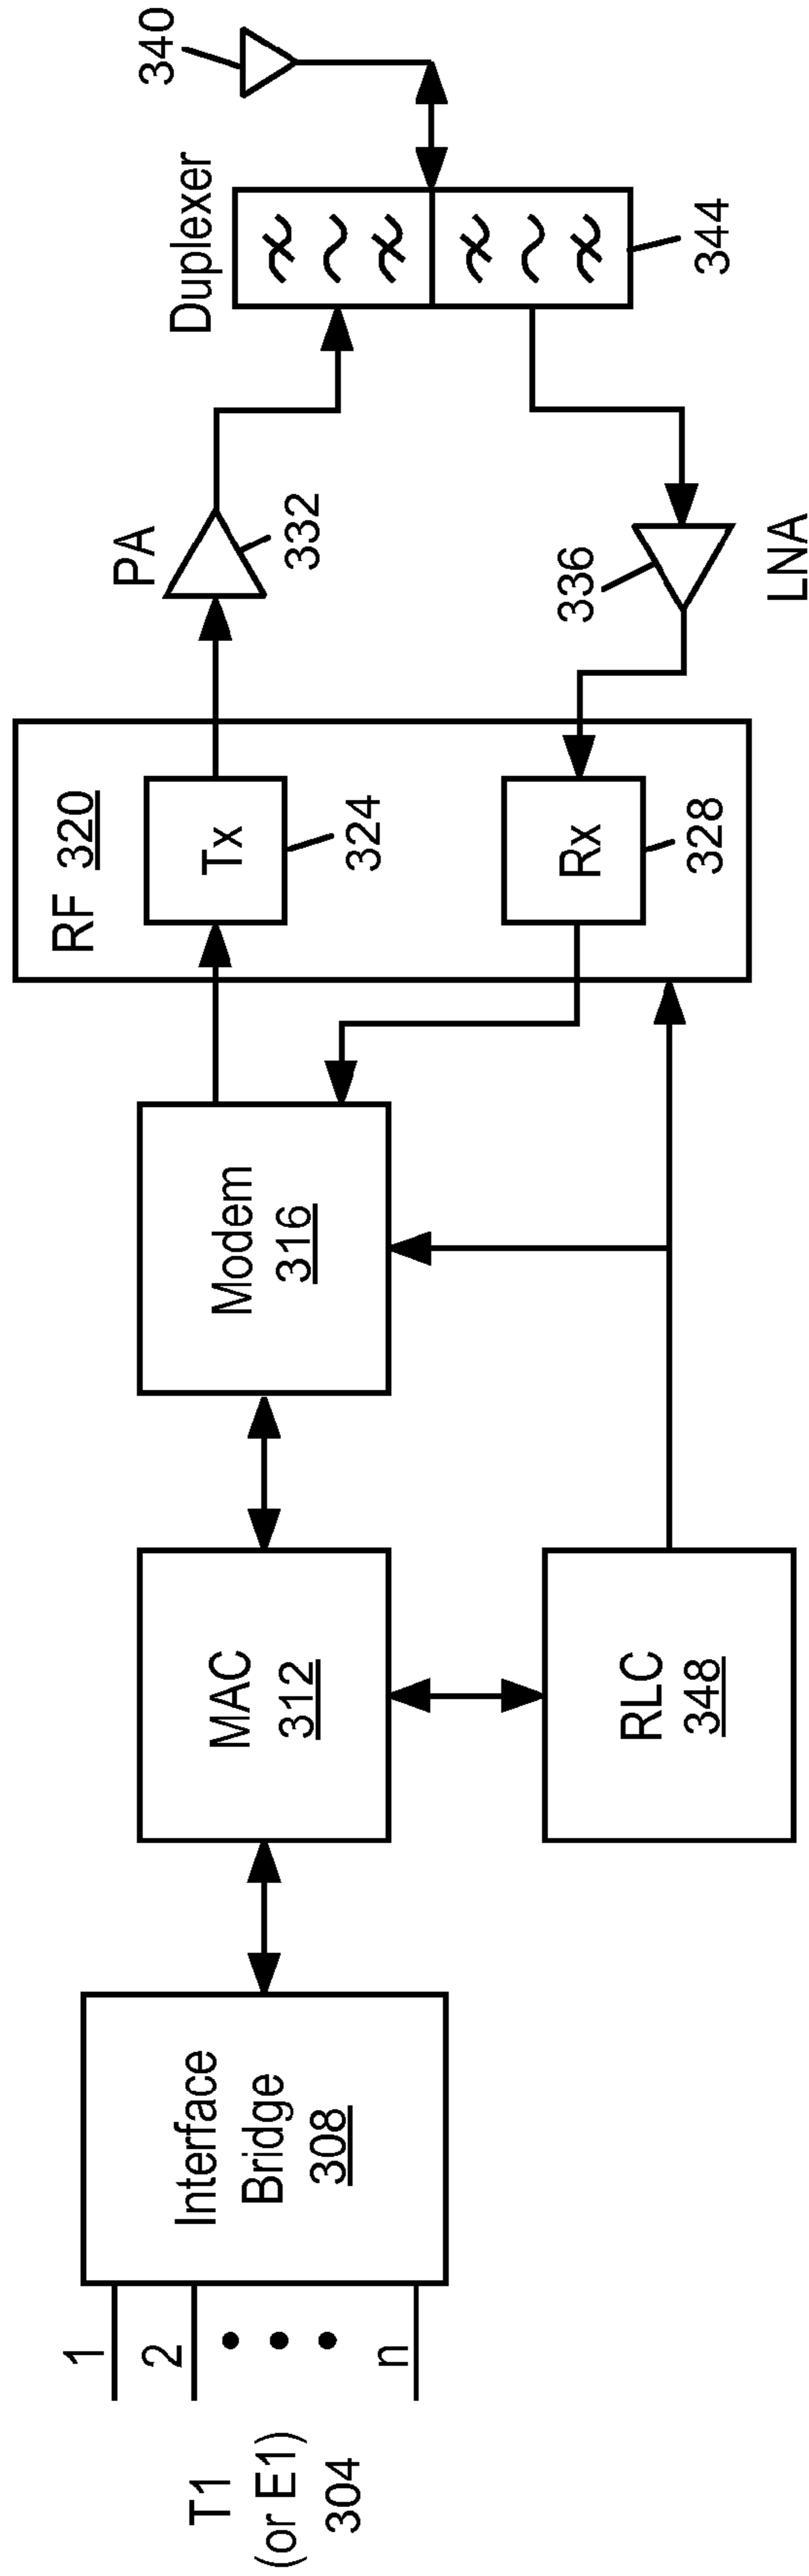 1
2
n
T1
(or E1)
304
Interface
Bridge
308
MAC
312
RLC
348
Modem
316
RF 320
Tx
324
Rx
328
PA
332
336
LNA
Duplexer
344
340